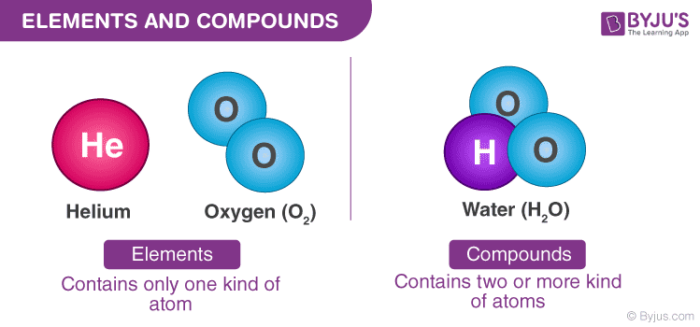 ELEMENTS AND COMPOUNDS
BYJU'S
The Learning App
He
O
O
Helium
Oxygen (O₂)
Elements
Contains only one kind of
atom
O
H
O
Water (H₂O)
Compounds
Contains two or more kind
of atoms
© Byjus.com